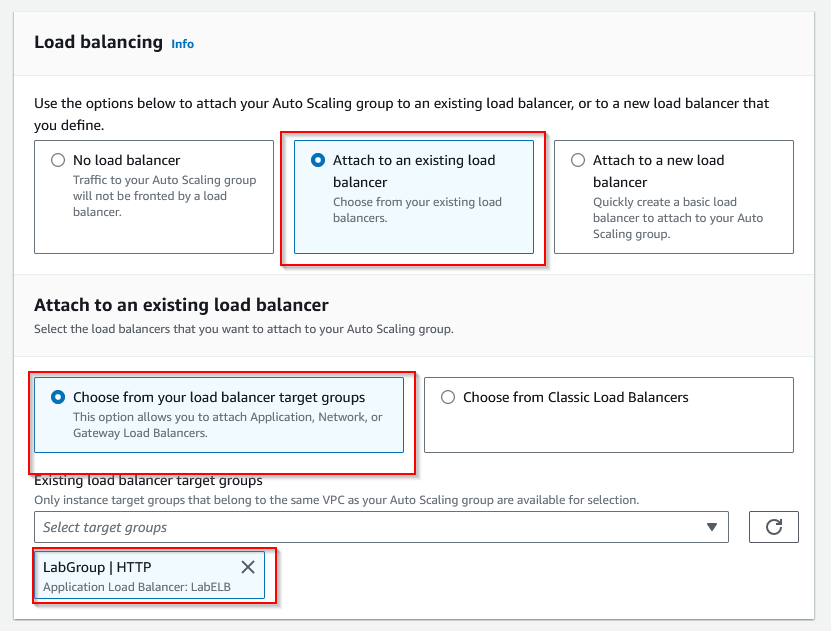 Load balancing Info
Use the options below to attach your Auto Scaling group to an existing load balancer, or to a new load balancer that
you define.
No load balancer
Traffic to your Auto Scaling group
will not be fronted by a load
balancer.
Attach to an existing load
balancer
Choose from your existing load
balancers.
Attach to a new load
balancer
Quickly create a basic load
balancer to attach to your Auto
Scaling group.
Attach to an existing load balancer
Select the load balancers that you want to attach to your Auto Scaling group.
Choose from your load balancer target groups
This option allows you to attach Application, Network, or
Gateway Load Balancers.
Choose from Classic Load Balancers
Existing load balancer target groups
Only instance target groups that belong to the same VPC as your Auto Scaling group are available for selection.
Select target groups
LabGroup | HTTP
Application Load Balancer: LabELB